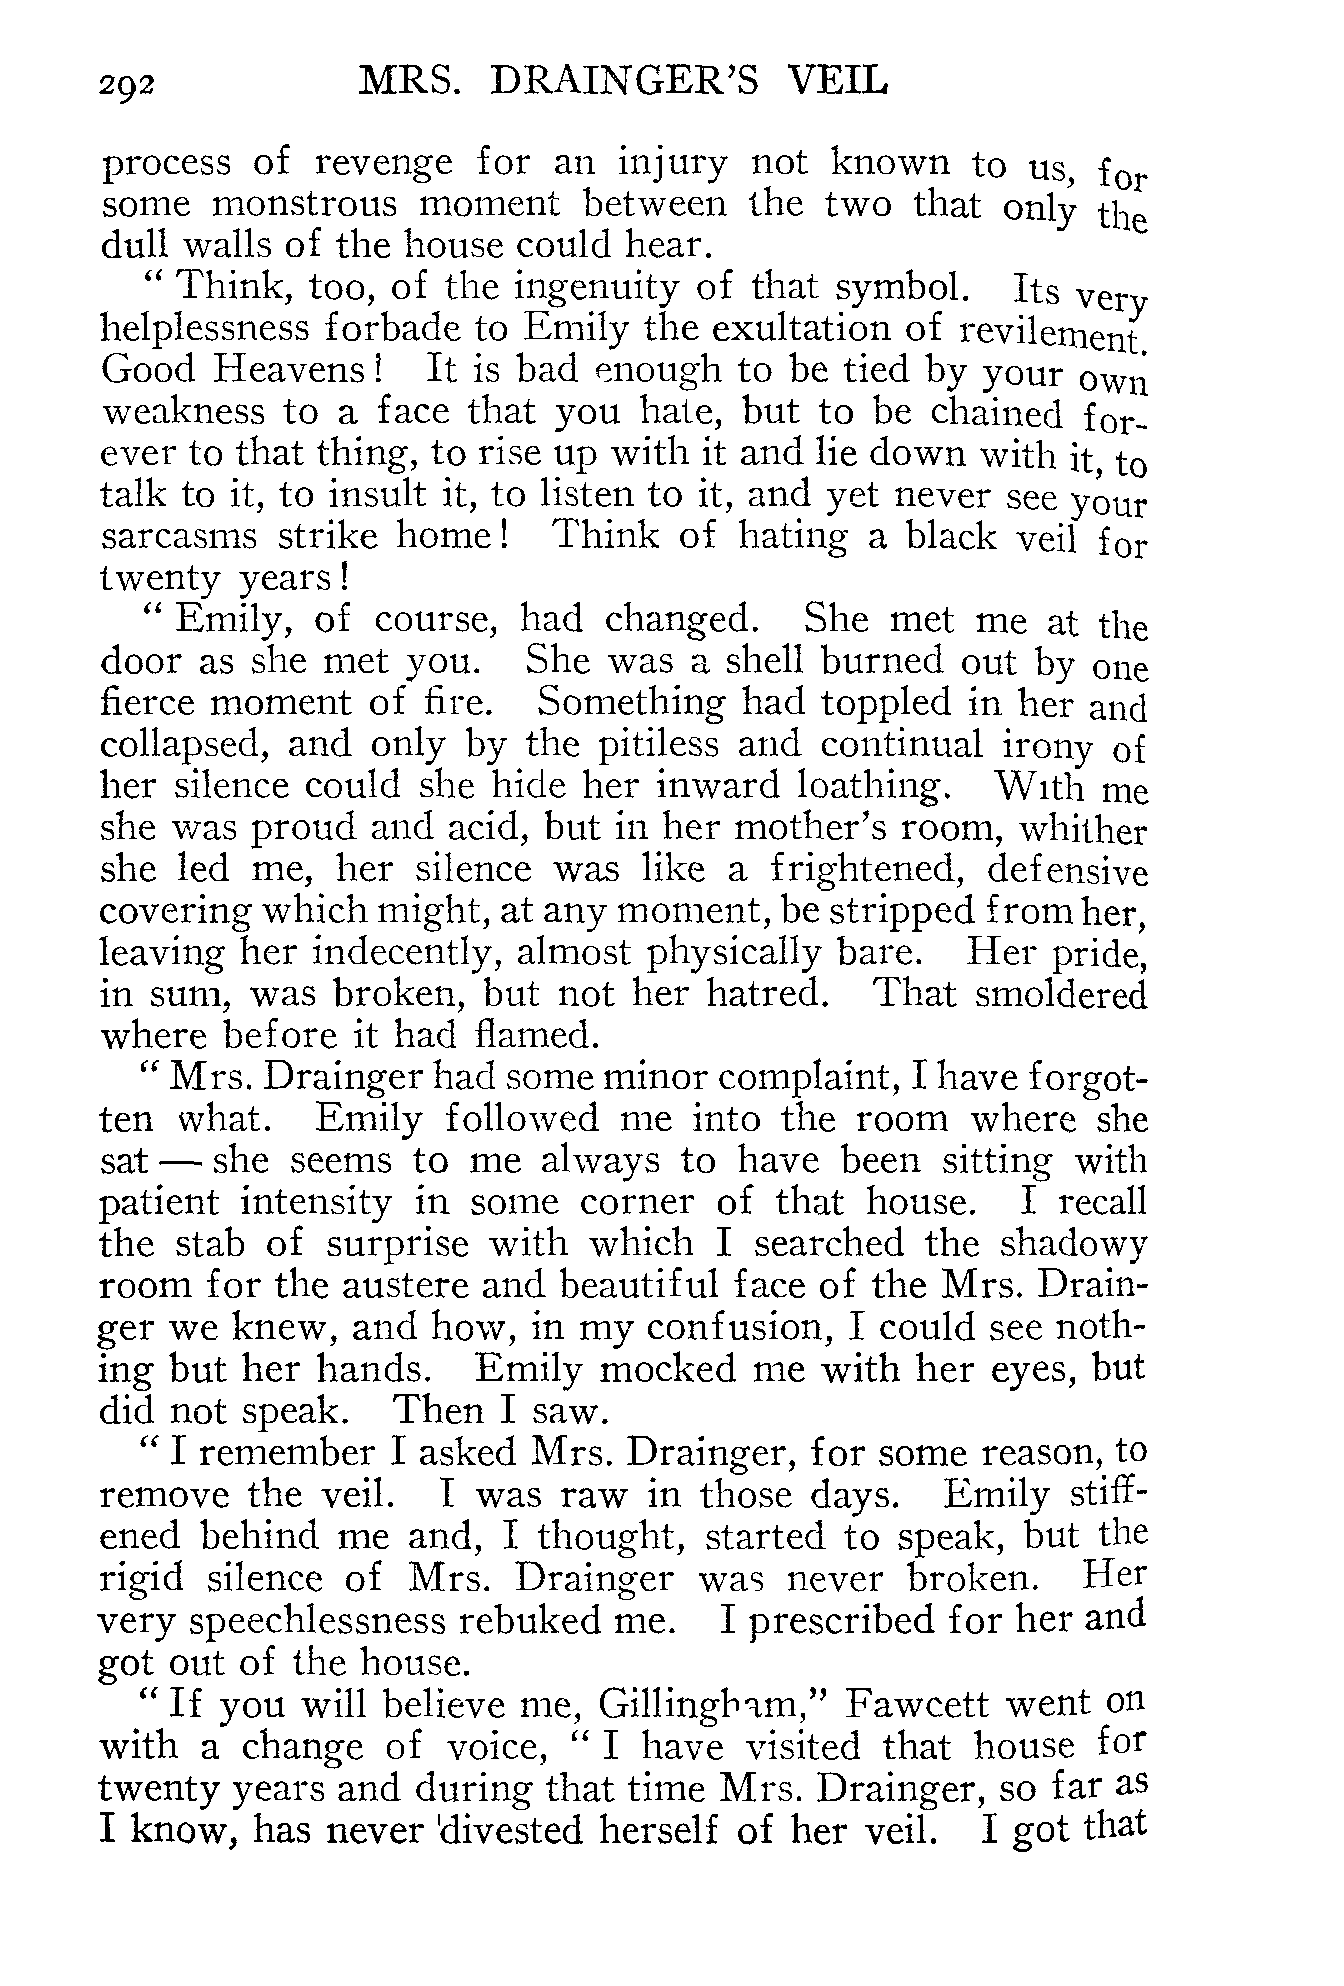 292 MRS. DRAINGER'S VEIL
process of revenge for an injury not known to us, for
some monstrous moment between the two that only the
dull walls of the house could hear.
“ Think, too, of the ingenuity of that symbol. Its very
helplessness forbade to Emily the exultation of revilement.
Good Heavens! It is bad enough to be tied by your own
weakness to a face that you hate, but to be chained for-
ever to that thing, to rise up with it and lie down with it, to
talk to it, to insult it, to listen to it, and yet never see your
sarcasms strike home! Think of hating a black veil for
twenty years!
“ Emily, of course, had changed. She met me at the
door as she met you. She was a shell burned out by one
fierce moment of fire. Something had toppled in her and
collapsed, and only by the pitiless and continual irony of
her silence could she hide her inward loathing. With me
she was proud and acid, but in her mother's room, whither
she led me, her silence was like a frightened, defensive
covering which might, at any moment, be stripped from her,
leaving her indecently, almost physically bare. Her pride,
in sum, was broken, but not her hatred. That smoldered
where before it had flamed.
“ Mrs. Drainger had some minor complaint, I have forgot-
ten what. Emily followed me into the room where she
sat — she seems to me always to have been sitting with
patient intensity in some corner of that house. I recall
the stab of surprise with which I searched the shadowy
room for the austere and beautiful face of the Mrs. Drain-
ger we knew, and how, in my confusion, I could see noth-
ing but her hands. Emily mocked me with her eyes, but
did not speak. Then I saw.
“ I remember I asked Mrs. Drainger, for some reason, to
remove the veil. I was raw in those days. Emily stiff-
ened behind me and, I thought, started to speak, but the
rigid silence of Mrs. Drainger was never broken. Her
very speechlessness rebuked me. I prescribed for her and
got out of the house.
“ If you will believe me, Gillingham,” Fawcett went on
with a change of voice, “ I have visited that house for
twenty years and during that time Mrs. Drainger, so far as
I know, has never divested herself of her veil. I got that